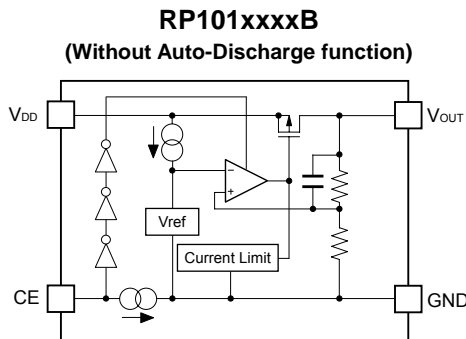 RP101xxxxB
(Without Auto-Discharge function)
VDD
VOUT
−
+
Vref
Current Limit
CE
GND